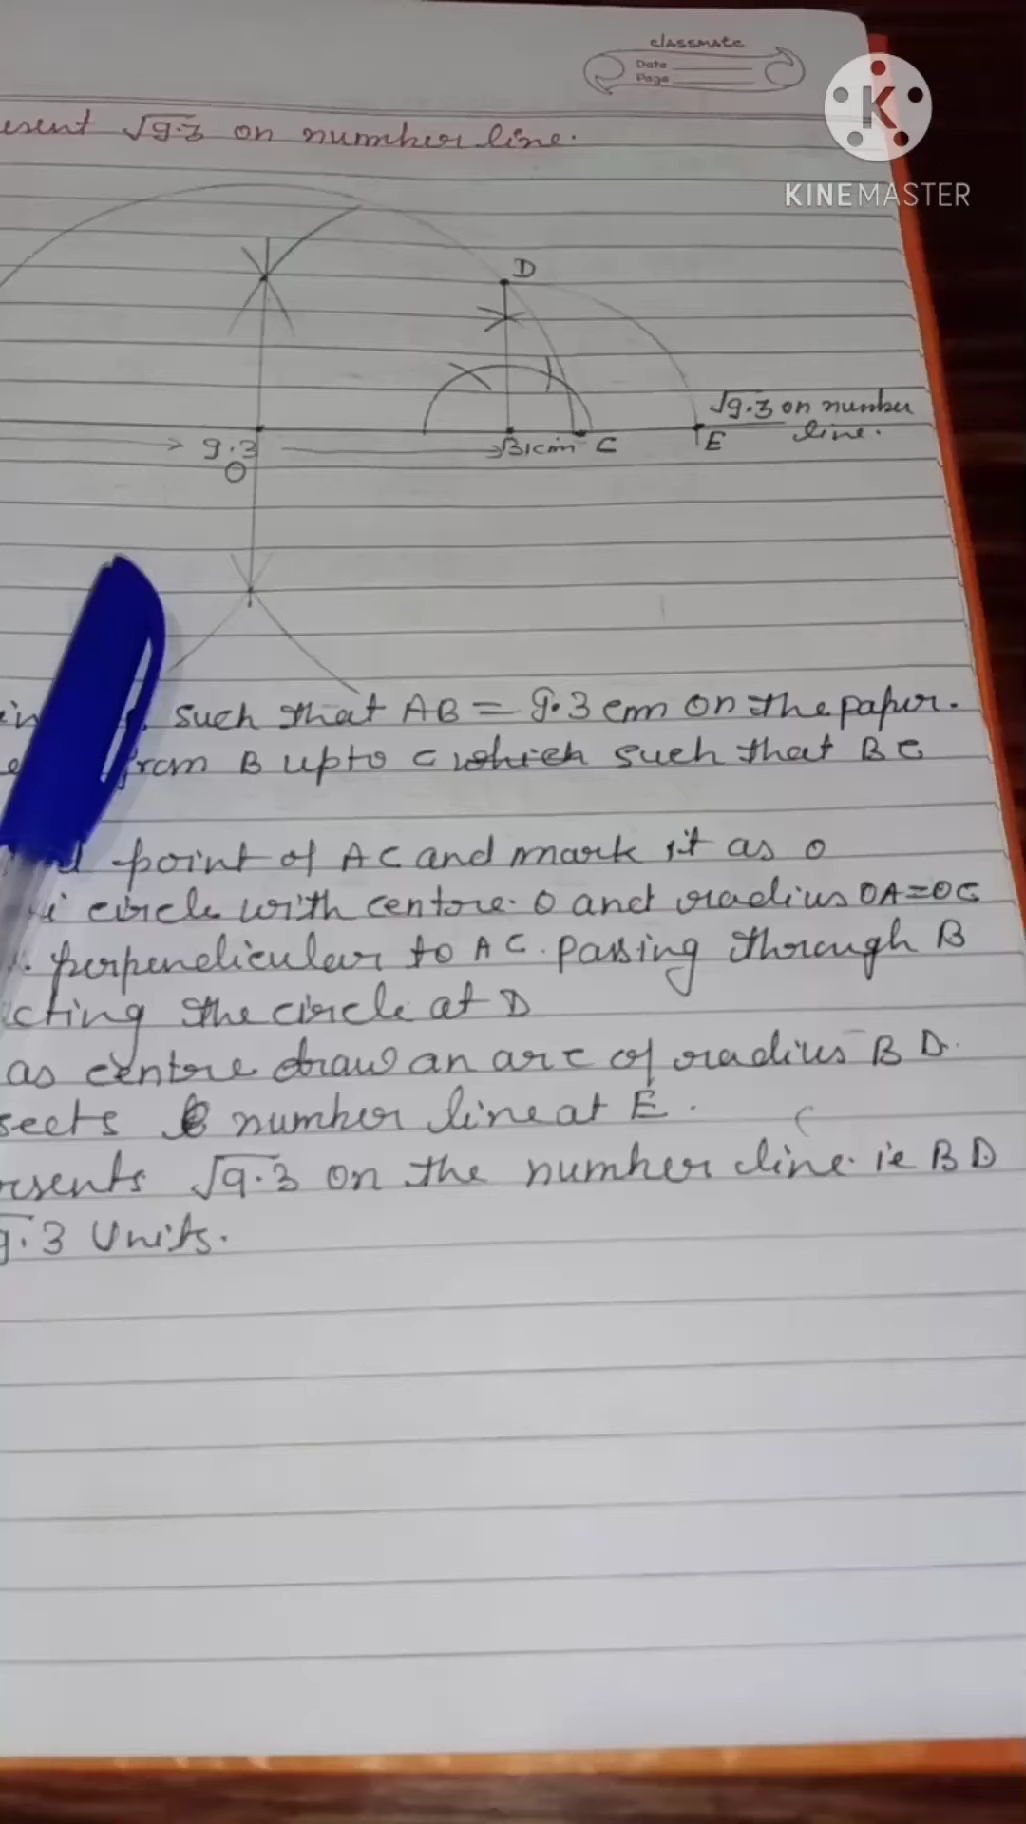 classmate
Date
Page
K
KINEMASTER
esent √9.3 on number line.
D
√9.3 on number
line.
9.3
B1cm
C
E
O
such that AB = 9.3 cm on the paper.
from B upto C which such that BC
point of AC and mark it as O
circle with centre O and radius OA=OC
perpendicular to AC. passing through B
cting the circle at D
as centre draw an arc of radius BD.
sects number line at E.
esents √9.3 on the number line. ie BD
9.3 Units.